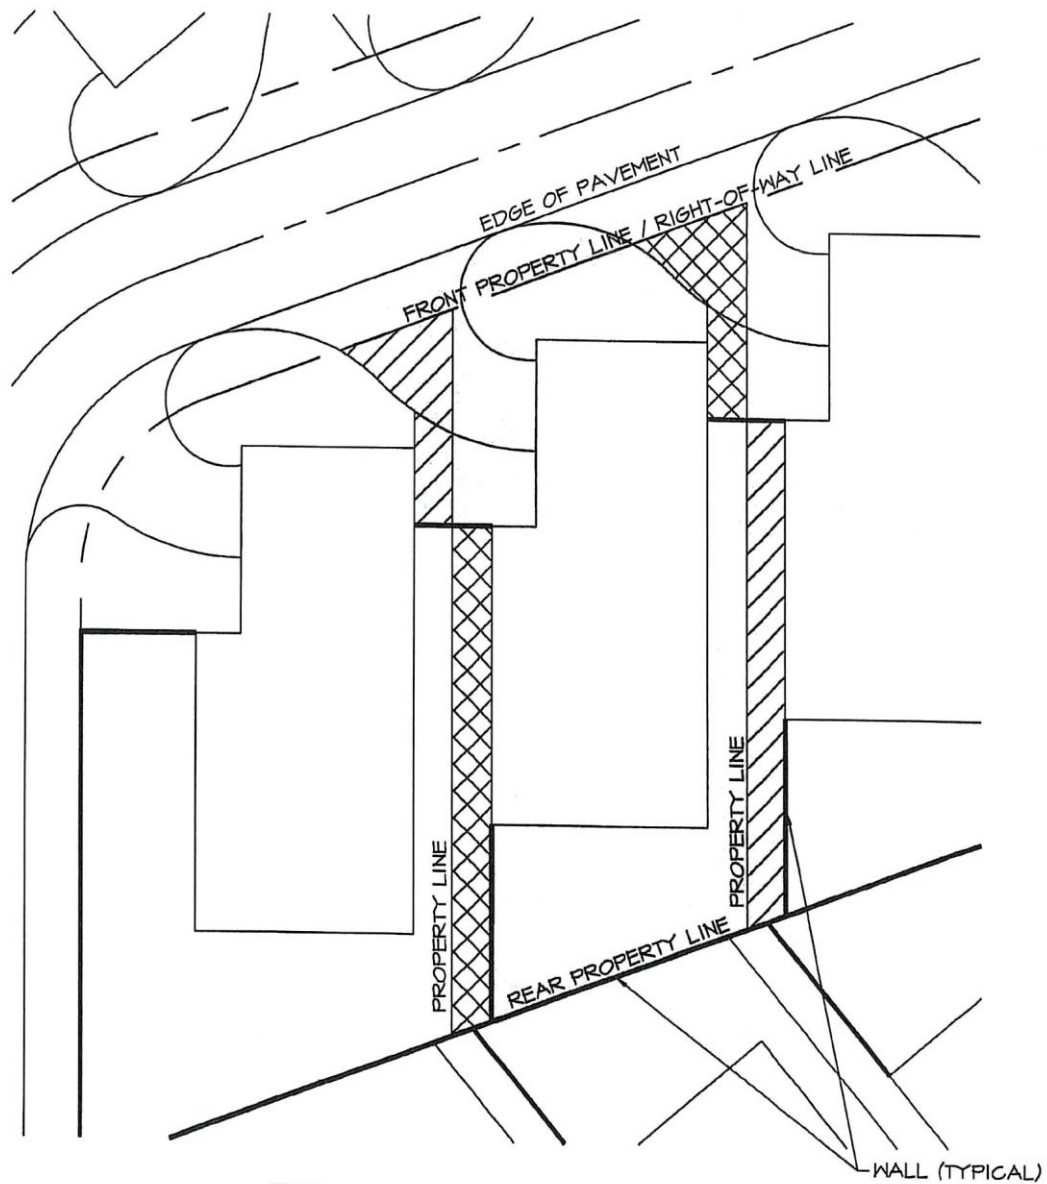 EDGE OF PAVEMENT
FRONT PROPERTY LINE / RIGHT-OF-WAY LINE
PROPERTY LINE
PROPERTY LINE
REAR PROPERTY LINE
WALL (TYPICAL)